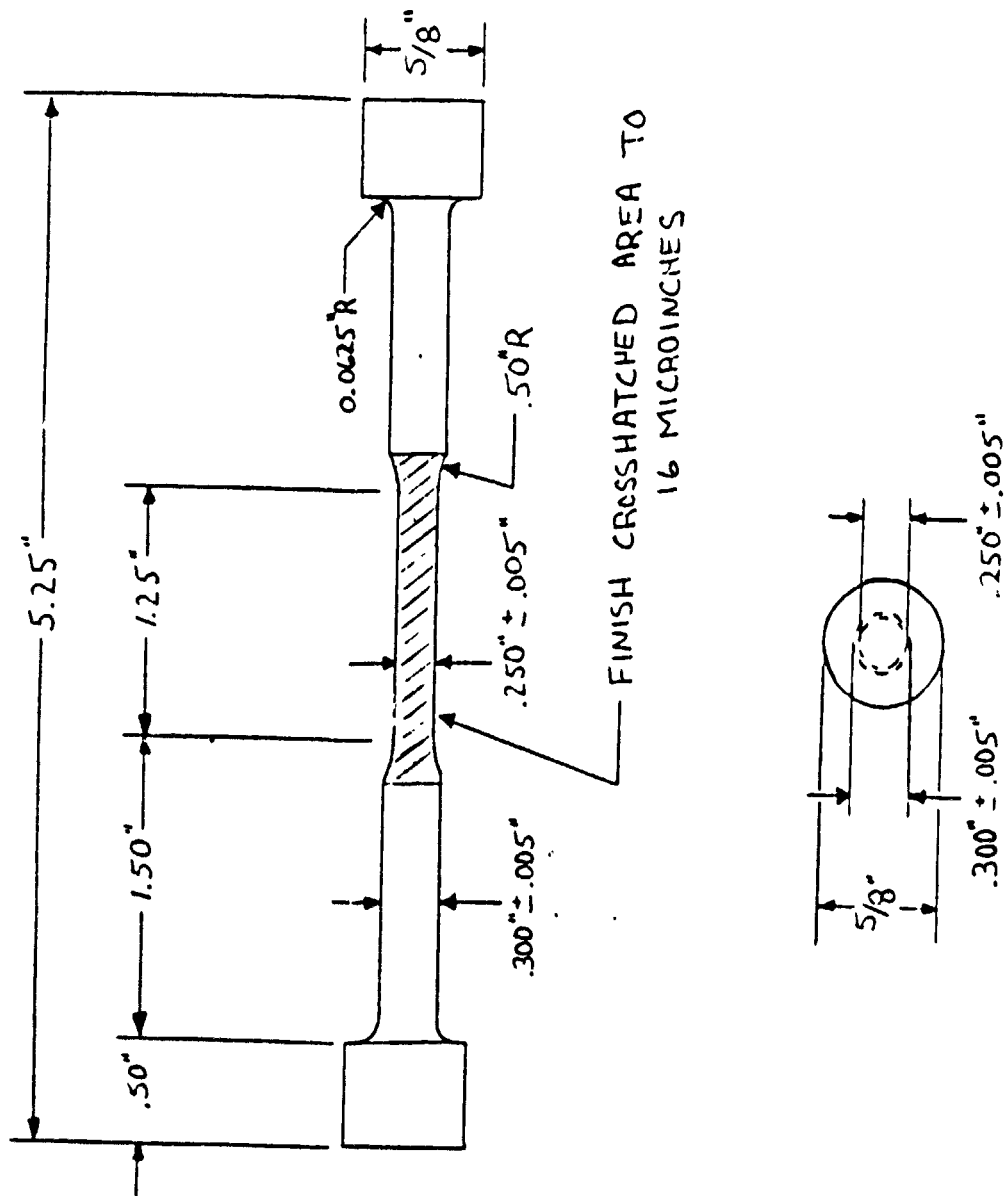 5.25"
.50"
1.50"
1.25"
5/8"
0.0625"R
.50"R
.300" ± .005"
.250" ± .005"
FINISH CROSSHATCHED AREA TO
16 MICROINCHES
5/8"
.300" ± .005"
.250" ± .005"